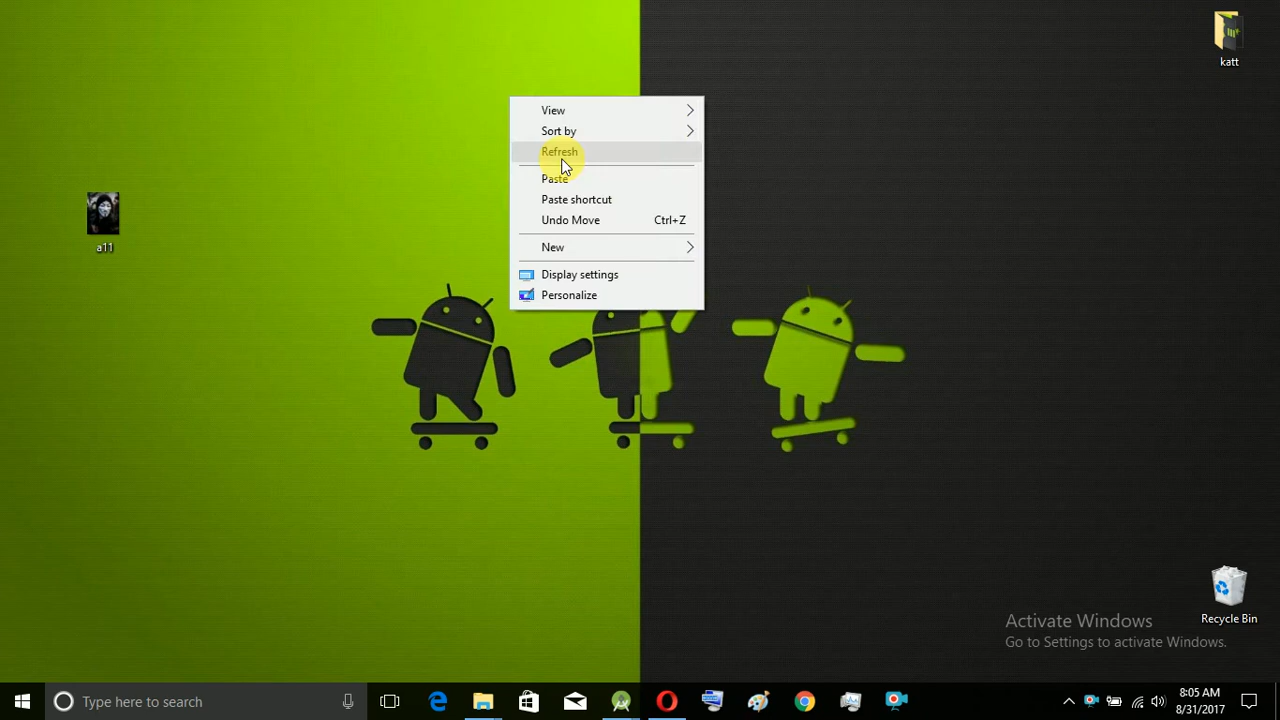 katt
View
Sort by
Refresh
Paste
Paste shortcut
Undo Move Ctrl+Z
New
Display settings
Personalize
a11
Recycle Bin
Activate Windows
Go to Settings to activate Windows.
Type here to search
8:05 AM
8/31/2017